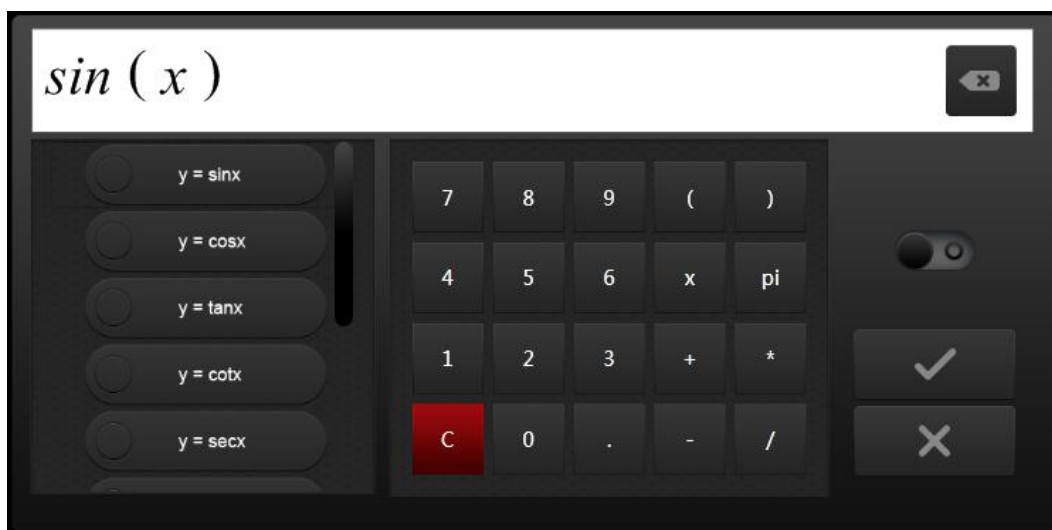 sin ( x )
y = sinx
y = cosx
y = tanx
y = cotx
y = secx
7 8 9 ( )
4 5 6 x pi
1 2 3 + *
C 0 . - /